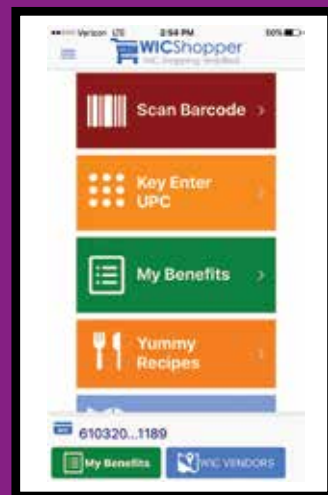 Verizon LTE 2:54 PM 50%
WICShopper
WIC Shopping Simplified
Scan Barcode
Key Enter
UPC
My Benefits
Yummy
Recipes
610320...1189
My Benefits
WIC VENDORS